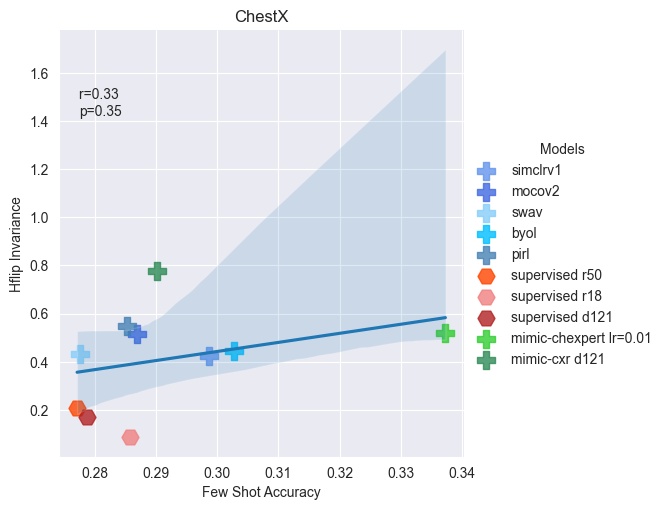 ChestX
r=0.33
p=0.35
1.6
1.4
1.2
1.0
0.8
0.6
0.4
0.2
Hflip Invariance
0.28 0.29 0.30 0.31 0.32 0.33 0.34
Few Shot Accuracy
Models
simclrv1
mocov2
swav
byol
pirl
supervised r50
supervised r18
supervised d121
mimic-chexpert lr=0.01
mimic-cxr d121